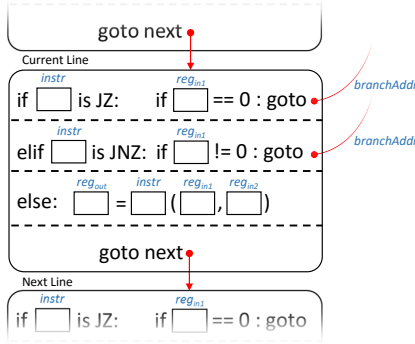 goto next
Current Line
instr reg_in1
if is JZ: if == 0 : goto
branchAddr
instr reg_in1
elif is JNZ: if != 0 : goto
branchAddr
reg_out instr reg_in1 reg_in2
else: = ( , )
goto next
Next Line
instr reg_in1
if is JZ: if == 0 : goto